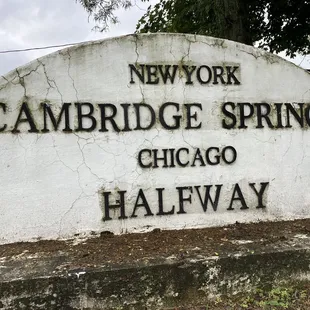 NEW YORK
CAMBRIDGE SPRING
CHICAGO
HALFWAY